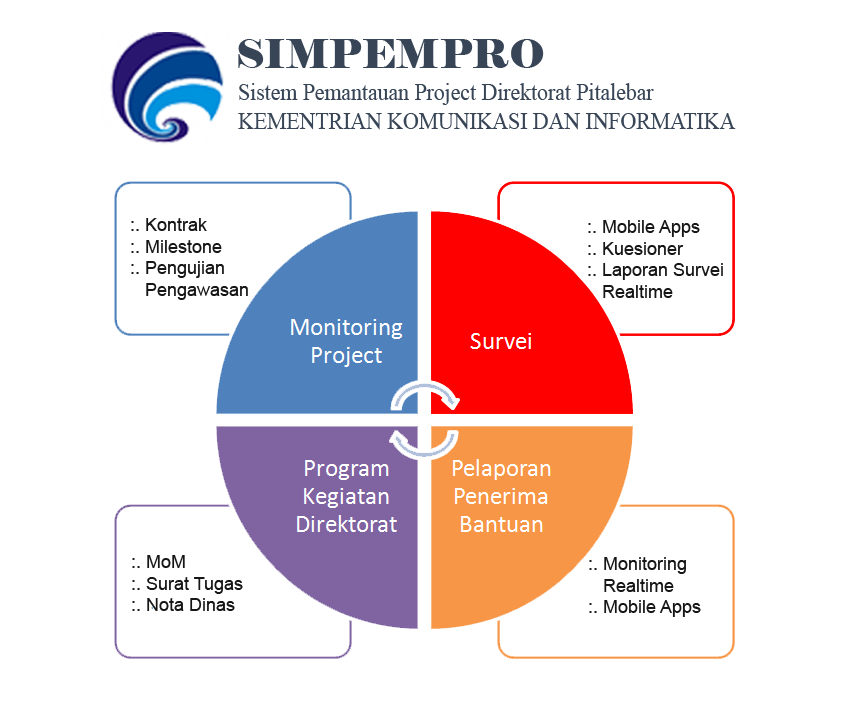 SIMPEMPRO
Sistem Pemantauan Project Direktorat Pitalebar
KEMENTRIAN KOMUNIKASI DAN INFORMATIKA
:. Kontrak
:. Milestone
:. Pengujian
Pengawasan
:. Mobile Apps
:. Kuesioner
:. Laporan Survei
Realtime
Monitoring
Project
Survei
Program
Kegiatan
Direktorat
Pelaporan
Penerima
Bantuan
:. MoM
:. Surat Tugas
:. Nota Dinas
:. Monitoring
Realtime
:. Mobile Apps